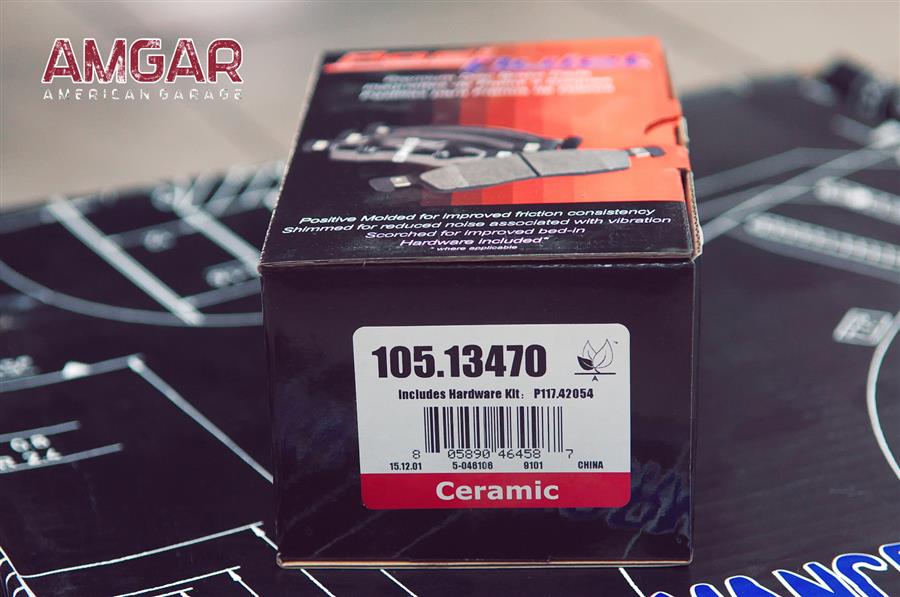 AMGAR
AMERICAN GARAGE
Positive Molded for improved friction consistency
Shimmed for reduced noise associated with vibration
Scorched for improved bed-in
Hardware Included*
* where applicable
105.13470
TM
Includes Hardware Kit: P117.42054
8 05890 46458 7
15.12.01 5-046106 9101 CHINA
Ceramic